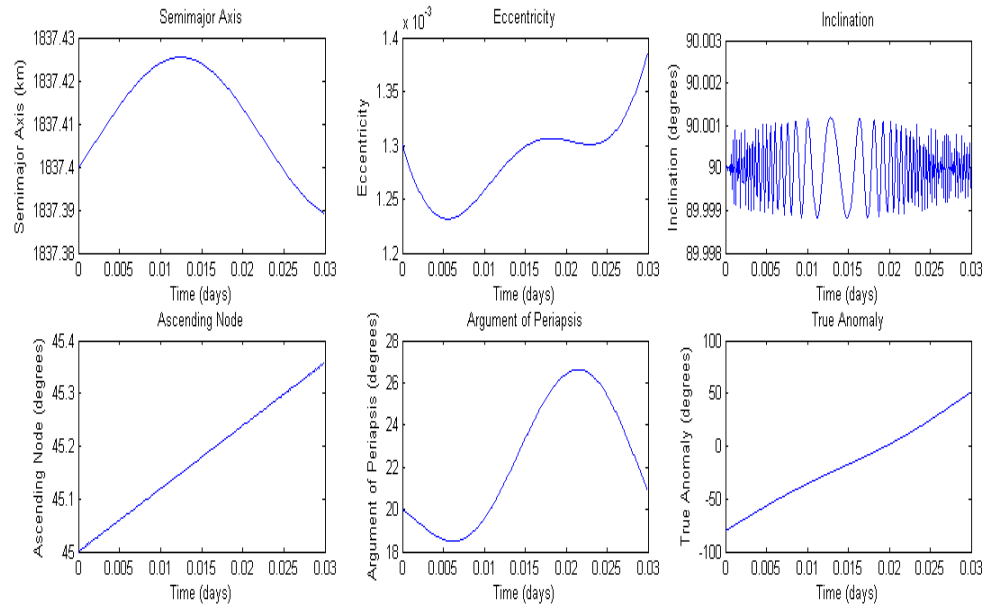 Semimajor Axis
1837.43
1837.42
1837.41
1837.4
1837.39
1837.38
Semimajor Axis (km)
0 0.005 0.01 0.015 0.02 0.025 0.03
Time (days)
x 10⁻³
Eccentricity
1.4
1.35
1.3
1.25
1.2
Eccentricity
0 0.005 0.01 0.015 0.02 0.025 0.03
Time (days)
Inclination
90.003
90.002
90.001
90
89.999
89.998
Inclination (degrees)
0 0.005 0.01 0.015 0.02 0.025 0.03
Time (days)
Ascending Node
45.4
45.3
45.2
45.1
45
Ascending Node (degrees)
0 0.005 0.01 0.015 0.02 0.025 0.03
Time (days)
Argument of Periapsis
28
26
24
22
20
18
Argument of Periapsis (degrees)
0 0.005 0.01 0.015 0.02 0.025 0.03
Time (days)
True Anomaly
100
50
0
-50
-100
True Anomaly (degrees)
0 0.005 0.01 0.015 0.02 0.025 0.03
Time (days)